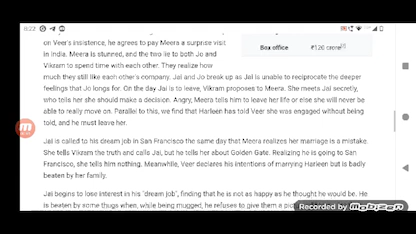 8:22
on Veer's insistence, he agrees to pay Meera a surprise visit
in India. Meera is stunned, and the two lie to both Jo and
Vikram to spend time with each other. They realize how
much they still like each other's company. Jai and Jo break up as Jai is unable to reciprocate the deeper
feelings that Jo longs for. On the day Jai is to leave, Vikram proposes to Meera. She meets Jai secretly,
who tells her she should make a decision. Angry, Meera tells him to leave her life or else she will never be
able to really move on. Parallel to this, we find that Harleen has told Veer she was engaged without being
told, and he must leave her.
Box office ₹120 crore
Jai is called to his dream job in San Francisco the same day that Meera realizes her marriage is a mistake.
She tells Vikram the truth and calls Jai, but he tells her about Golden Gate. Realizing he is going to San
Francisco, she tells him nothing. Meanwhile, Veer declares his intentions of marrying Harleen but is badly
beaten by her family.
Jai begins to lose interest in his "dream job", finding that he is not as happy as he thought he would be. He
is beaten by some thugs when, while being mugged, he refuses to give them a
Recorded by Mobizen